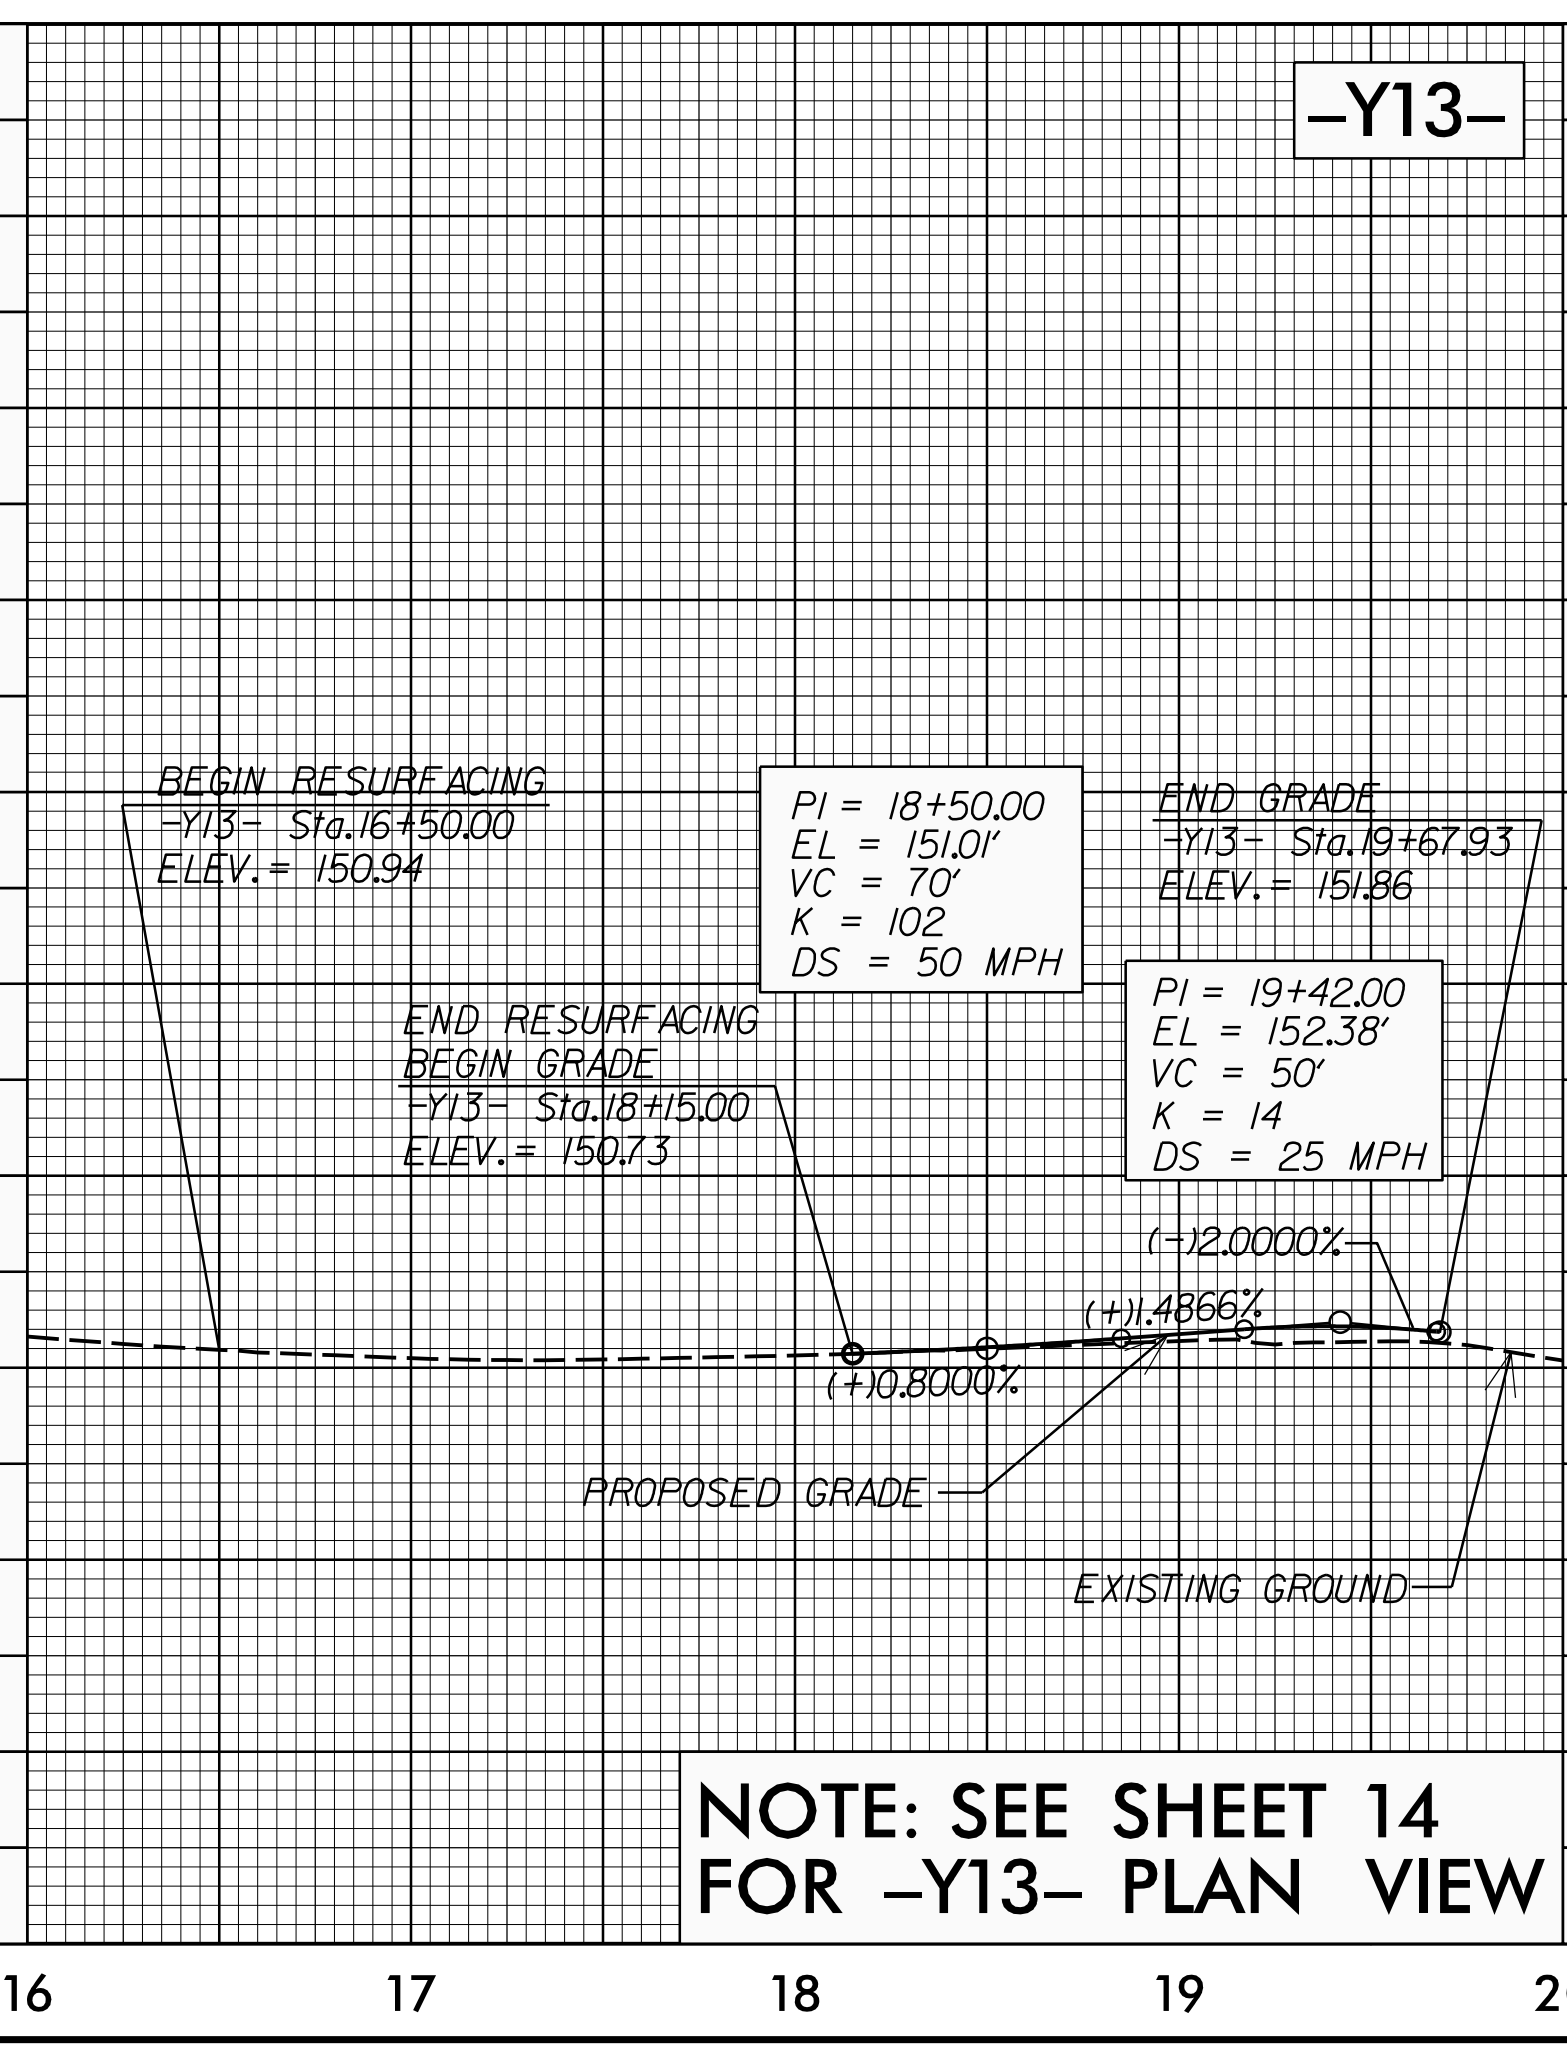 –Y13–
BEGIN RESURFACING
-Y13- Sta.16+50.00
ELEV.= 150.94
PI = 18+50.00
EL = 151.01'
VC = 70'
K = 102
DS = 50 MPH
END GRADE
-Y13- Sta.19+67.93
ELEV.= 151.86
END RESURFACING
BEGIN GRADE
-Y13- Sta.18+15.00
ELEV.= 150.73
PI = 19+42.00
EL = 152.38'
VC = 50'
K = 14
DS = 25 MPH
(-)2.0000%
(+)1.4866%
(+)0.8000%
PROPOSED GRADE
EXISTING GROUND
NOTE: SEE SHEET 14
FOR –Y13– PLAN VIEW
16 17 18 19